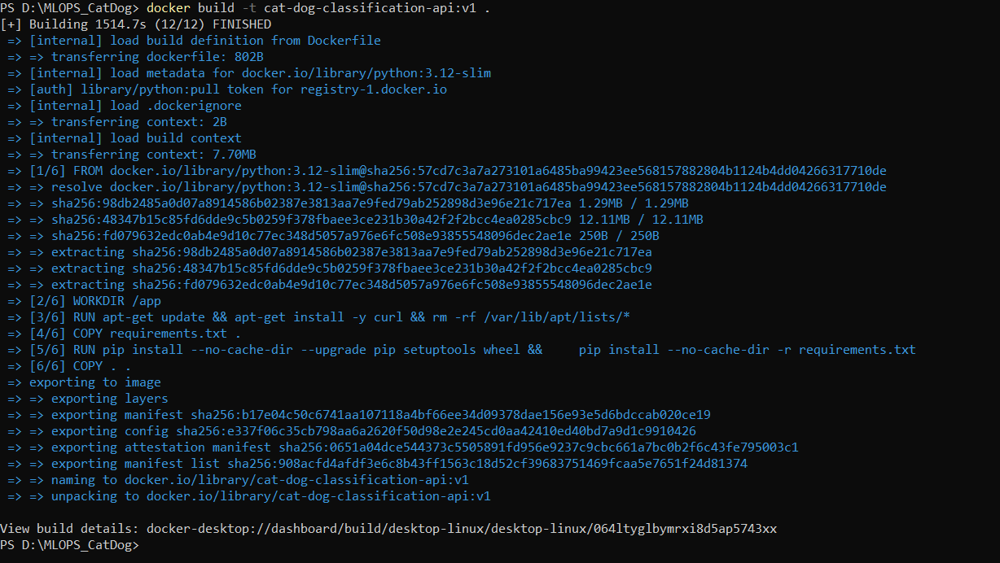 PS D:\MLOPS_CatDog> docker build -t cat-dog-classification-api:v1 .
[+] Building 1514.7s (12/12) FINISHED
=> [internal] load build definition from Dockerfile
=> => transferring dockerfile: 802B
=> [internal] load metadata for docker.io/library/python:3.12-slim
=> [auth] library/python:pull token for registry-1.docker.io
=> [internal] load .dockerignore
=> => transferring context: 2B
=> [internal] load build context
=> => transferring context: 7.70MB
=> [1/6] FROM docker.io/library/python:3.12-slim@sha256:57cd7c3a7a273101a6485ba99423ee568157882804b1124b4dd04266317710de
=> => resolve docker.io/library/python:3.12-slim@sha256:57cd7c3a7a273101a6485ba99423ee568157882804b1124b4dd04266317710de
=> => sha256:98db2485a0d07a8914586b02387e3813aa7e9fed79ab252898d3e96e21c717ea 1.29MB / 1.29MB
=> => sha256:48347b15c85fd6dde9c5b0259f378fbaee3ce231b30a42f2f2bcc4ea0285cbc9 12.11MB / 12.11MB
=> => sha256:fd079632edc0ab4e9d10c77ec348d5057a976e6fc508e93855548096dec2ae1e 250B / 250B
=> => extracting sha256:98db2485a0d07a8914586b02387e3813aa7e9fed79ab252898d3e96e21c717ea
=> => extracting sha256:48347b15c85fd6dde9c5b0259f378fbaee3ce231b30a42f2f2bcc4ea0285cbc9
=> => extracting sha256:fd079632edc0ab4e9d10c77ec348d5057a976e6fc508e93855548096dec2ae1e
=> [2/6] WORKDIR /app
=> [3/6] RUN apt-get update && apt-get install -y curl && rm -rf /var/lib/apt/lists/*
=> [4/6] COPY requirements.txt .
=> [5/6] RUN pip install --no-cache-dir --upgrade pip setuptools wheel &&     pip install --no-cache-dir -r requirements.txt
=> [6/6] COPY . .
=> exporting to image
=> => exporting layers
=> => exporting manifest sha256:b17e04c50c6741aa107118a4bf66ee34d09378dae156e93e5d6bdccab020ce19
=> => exporting config sha256:e337f06c35cb798aa6a2620f50d98e2e245cd0aa42410ed40bd7a9d1c9910426
=> => exporting attestation manifest sha256:0651a04dce544373c5505891fd956e9237c9cbc661a7bc0b2f6c43fe795003c1
=> => exporting manifest list sha256:908acfd4afdf3e6c8b43ff1563c18d52cf39683751469fcaa5e7651f24d81374
=> => naming to docker.io/library/cat-dog-classification-api:v1
=> => unpacking to docker.io/library/cat-dog-classification-api:v1
View build details: docker-desktop://dashboard/build/desktop-linux/desktop-linux/064ltyglbymrxi8d5ap5743xx
PS D:\MLOPS_CatDog>